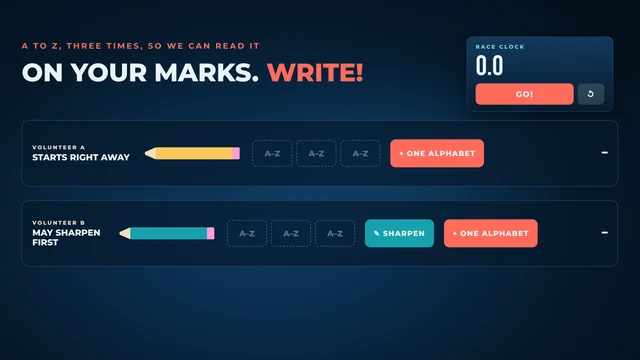 A TO Z, THREE TIMES, SO WE CAN READ IT
ON YOUR MARKS. WRITE!
RACE CLOCK
0.0
GO!
↺
VOLUNTEER A
STARTS RIGHT AWAY
A–Z A–Z A–Z
+ ONE ALPHABET
–
VOLUNTEER B
MAY SHARPEN
FIRST
A–Z A–Z A–Z
✎ SHARPEN
+ ONE ALPHABET
–